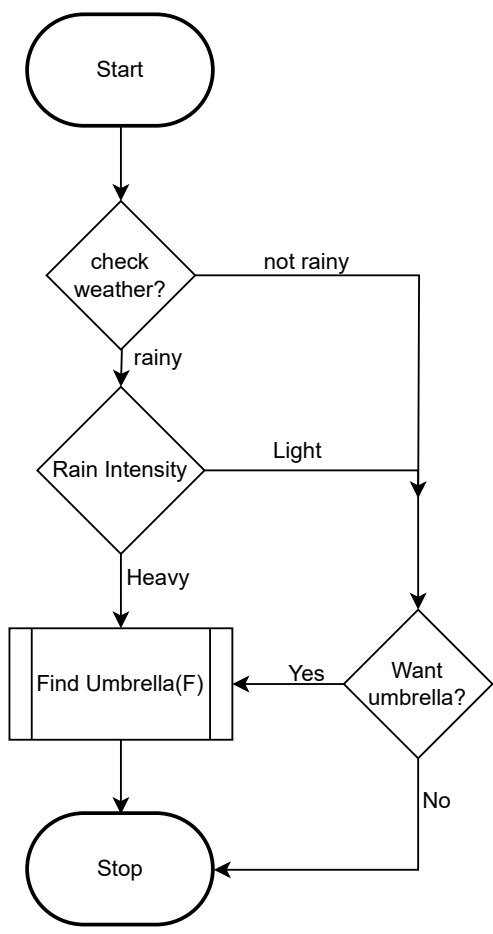 Start
check
weather?
not rainy
rainy
Rain Intensity
Light
Heavy
Find Umbrella(F)
Yes
Want
umbrella?
No
Stop